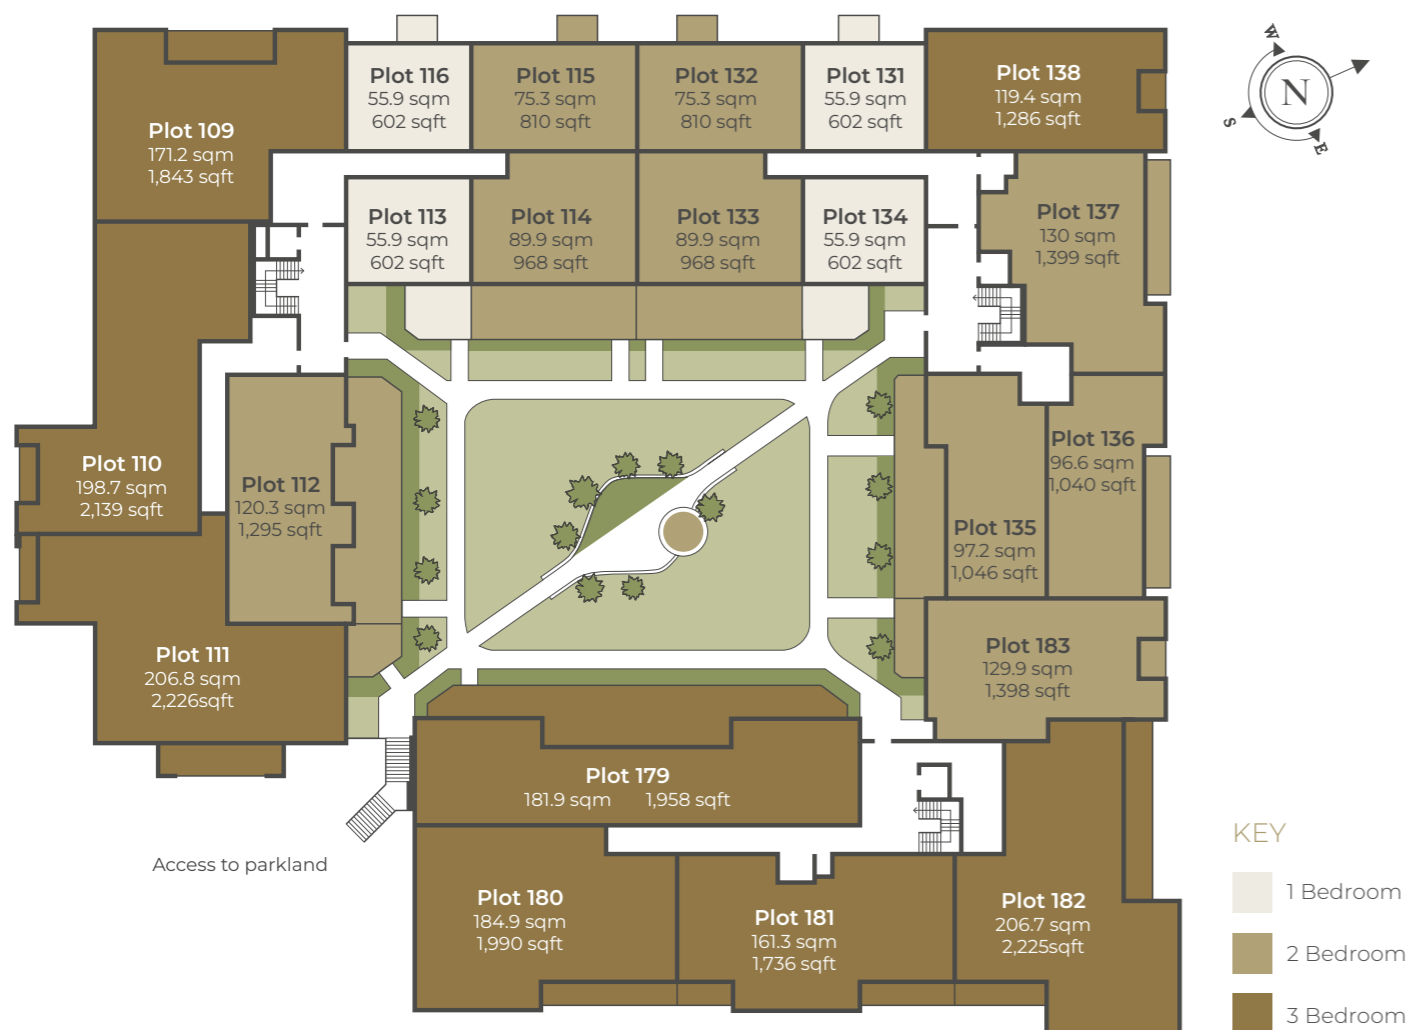 Plot 116
55.9 sqm
602 sqft
Plot 115
75.3 sqm
810 sqft
Plot 132
75.3 sqm
810 sqft
Plot 131
55.9 sqm
602 sqft
Plot 138
119.4 sqm
1,286 sqft
W
N
S
E
Plot 109
171.2 sqm
1,843 sqft
Plot 113
55.9 sqm
602 sqft
Plot 114
89.9 sqm
968 sqft
Plot 133
89.9 sqm
968 sqft
Plot 134
55.9 sqm
602 sqft
Plot 137
130 sqm
1,399 sqft
Plot 110
198.7 sqm
2,139 sqft
Plot 112
120.3 sqm
1,295 sqft
Plot 135
97.2 sqm
1,046 sqft
Plot 136
96.6 sqm
1,040 sqft
Plot 111
206.8 sqm
2,226sqft
Plot 183
129.9 sqm
1,398 sqft
Plot 179
181.9 sqm 1,958 sqft
Access to parkland
Plot 180
184.9 sqm
1,990 sqft
Plot 181
161.3 sqm
1,736 sqft
Plot 182
206.7 sqm
2,225sqft
KEY
1 Bedroom
2 Bedroom
3 Bedroom